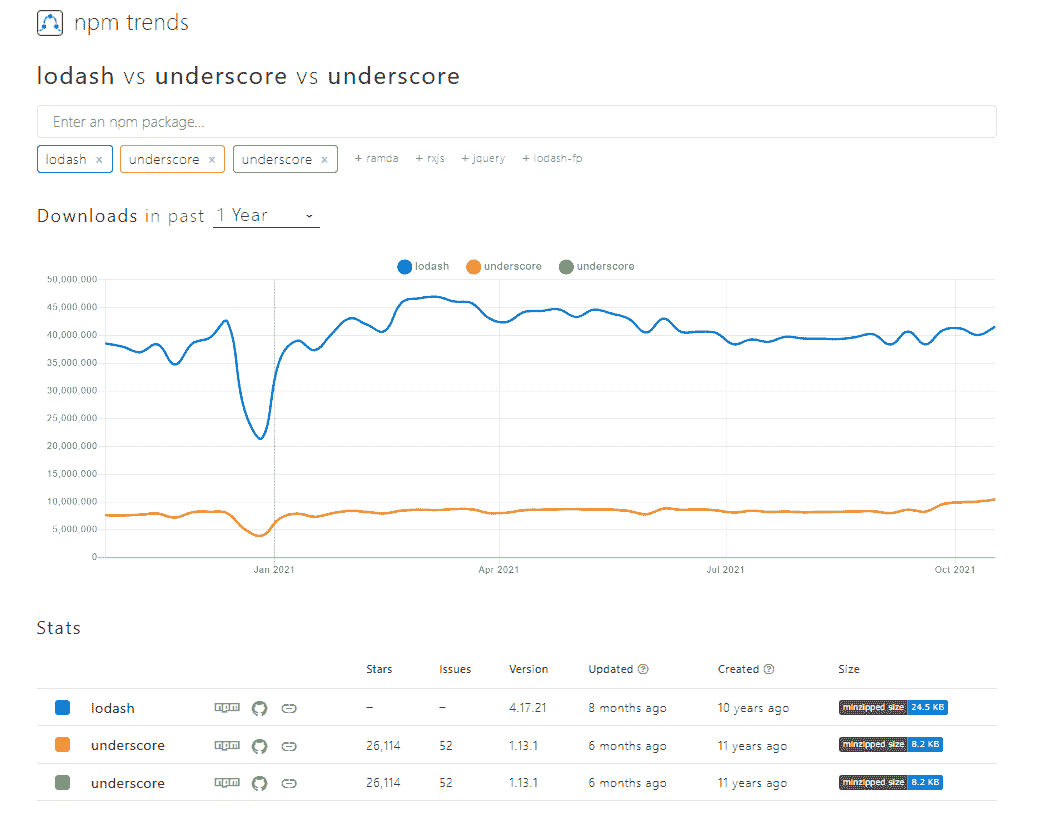 npm trends
lodash vs underscore vs underscore
Enter an npm package...
lodash × underscore × underscore × + ramda + rxjs + jquery + lodash-fp
Downloads in past 1 Year
lodash underscore underscore
50,000,000
45,000,000
40,000,000
35,000,000
30,000,000
25,000,000
20,000,000
15,000,000
10,000,000
5,000,000
0
Jan 2021 Apr 2021 Jul 2021 Oct 2021
Stats
Stars Issues Version Updated ? Created ? Size
lodash npm – – 4.17.21 8 months ago 10 years ago minzipped size 24.5 KB
underscore npm 26,114 52 1.13.1 6 months ago 11 years ago minzipped size 8.2 KB
underscore npm 26,114 52 1.13.1 6 months ago 11 years ago minzipped size 8.2 KB